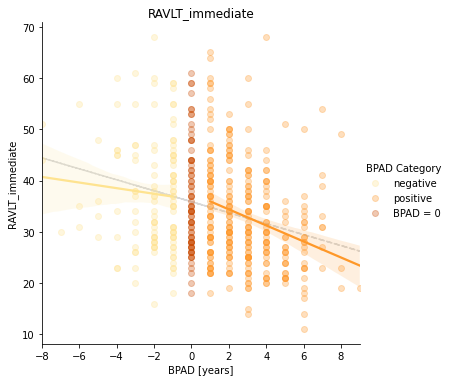 RAVLT_immediate
70
60
50
40
30
20
10
RAVLT_immediate
−8
−6
−4
−2
0
2
4
6
8
BPAD [years]
BPAD Category
negative
positive
BPAD = 0